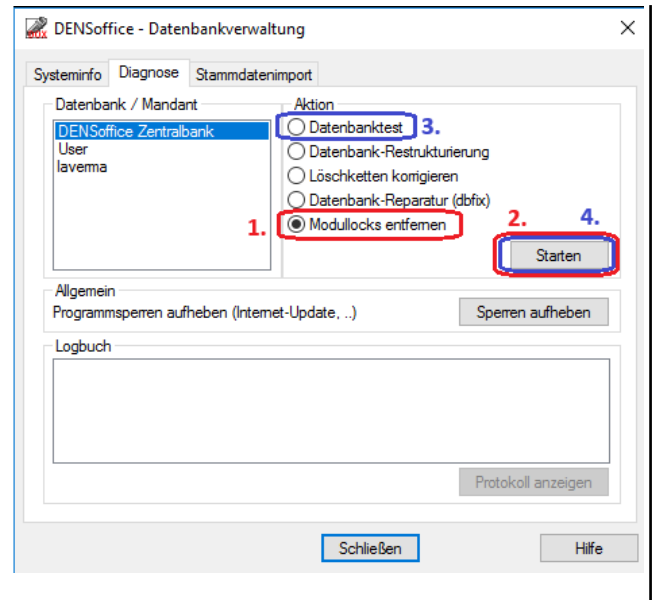 DENSoffice - Datenbankverwaltung
Systeminfo Diagnose Stammdatenimport
Datenbank / Mandant
DENSoffice Zentralbank
User
laverma
Aktion
Datenbanktest 3.
Datenbank-Restrukturierung
Löschketten korrigieren
Datenbank-Reparatur (dbfix)
1. Modullocks entfernen
2. 4.
Starten
Allgemein
Programmsperren aufheben (Internet-Update, ..) Sperren aufheben
Logbuch
Protokoll anzeigen
Schließen Hilfe